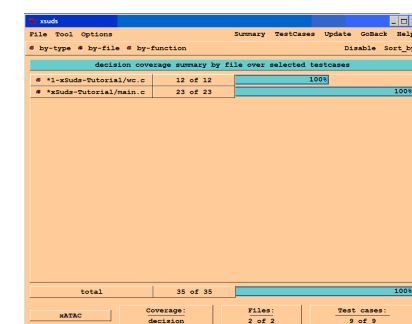 xsuds
File Tool Options Summary TestCases Update GoBack Help
by-type by-file by-function Disable Sort_by
decision coverage summary by file over selected testcases
*1-xSuds-Tutorial/wc.c 12 of 12 100%
*xSuds-Tutorial/main.c 23 of 23 100%
total 35 of 35 100%
xATAC Coverage: Files: Test cases:
decision 2 of 2 9 of 9